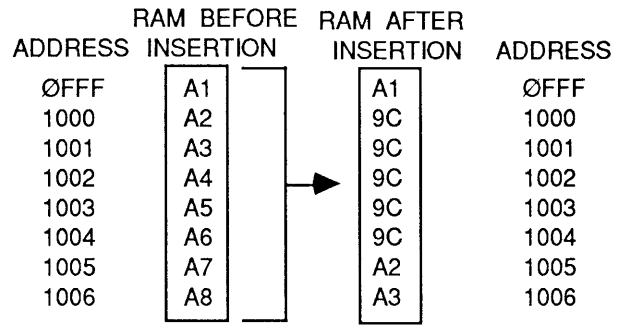 RAM BEFORE RAM AFTER
ADDRESS INSERTION INSERTION ADDRESS
ØFFF A1 A1 ØFFF
1000 A2 9C 1000
1001 A3 9C 1001
1002 A4 9C 1002
1003 A5 9C 1003
1004 A6 9C 1004
1005 A7 A2 1005
1006 A8 A3 1006